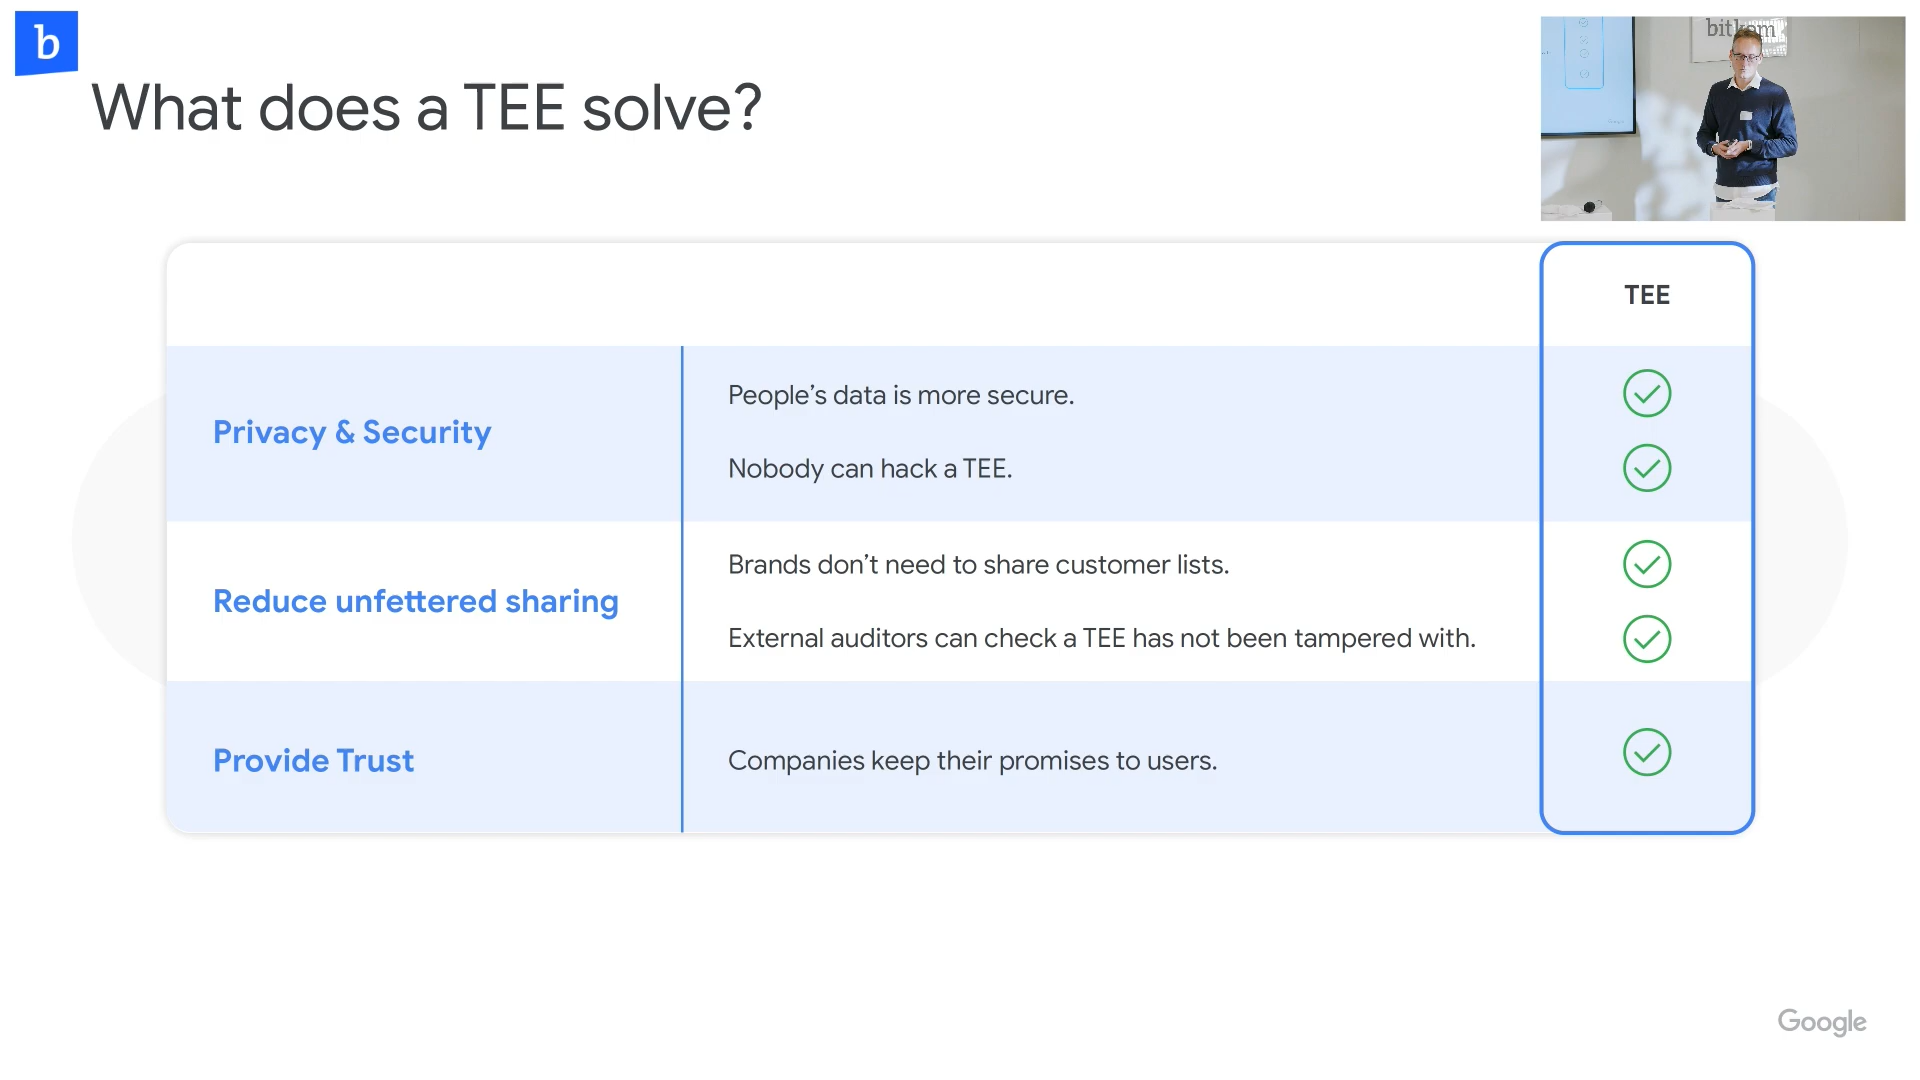 b
bitkom
What does a TEE solve?
TEE
Privacy & Security
People’s data is more secure.
Nobody can hack a TEE.
Reduce unfettered sharing
Brands don’t need to share customer lists.
External auditors can check a TEE has not been tampered with.
Provide Trust
Companies keep their promises to users.
Google